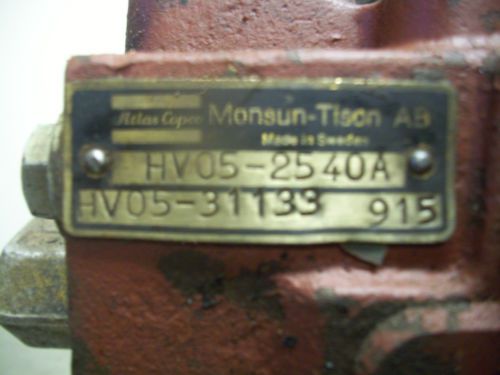 Atlas Copco Monsun-Tison AB
Made in Sweden
HV05-2540A
HV05-31133 915